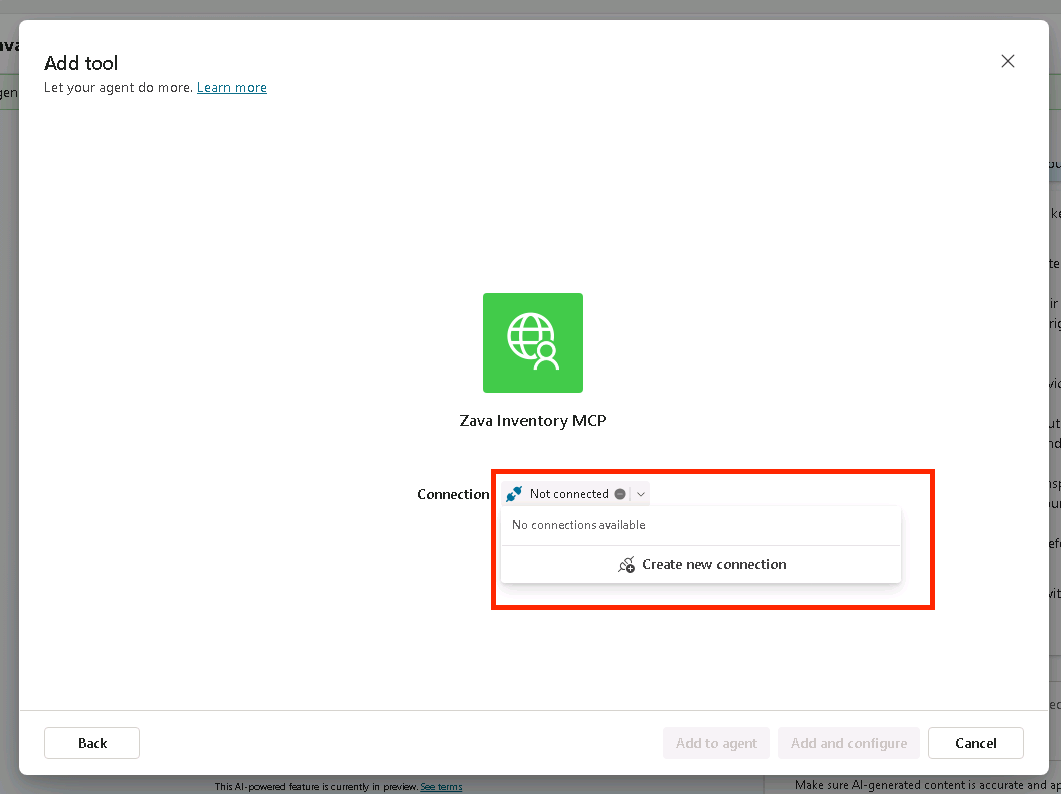 Add tool
Let your agent do more. Learn more
Zava Inventory MCP
Connection
Not connected
No connections available
Create new connection
Back
Add to agent
Add and configure
Cancel
This AI-powered feature is currently in preview. See terms
Make sure AI-generated content is accurate and